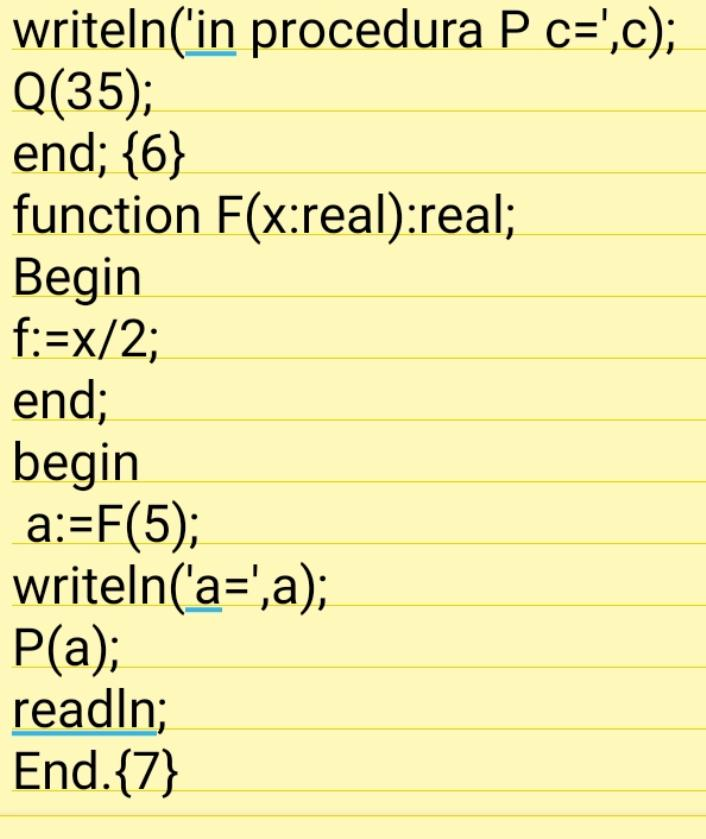 writeln('in procedura P c=',c);
Q(35);
end; {6}
function F(x:real):real;
Begin
f:=x/2;
end;
begin
a:=F(5);
writeln('a=',a);
P(a);
readln;
End.{7}